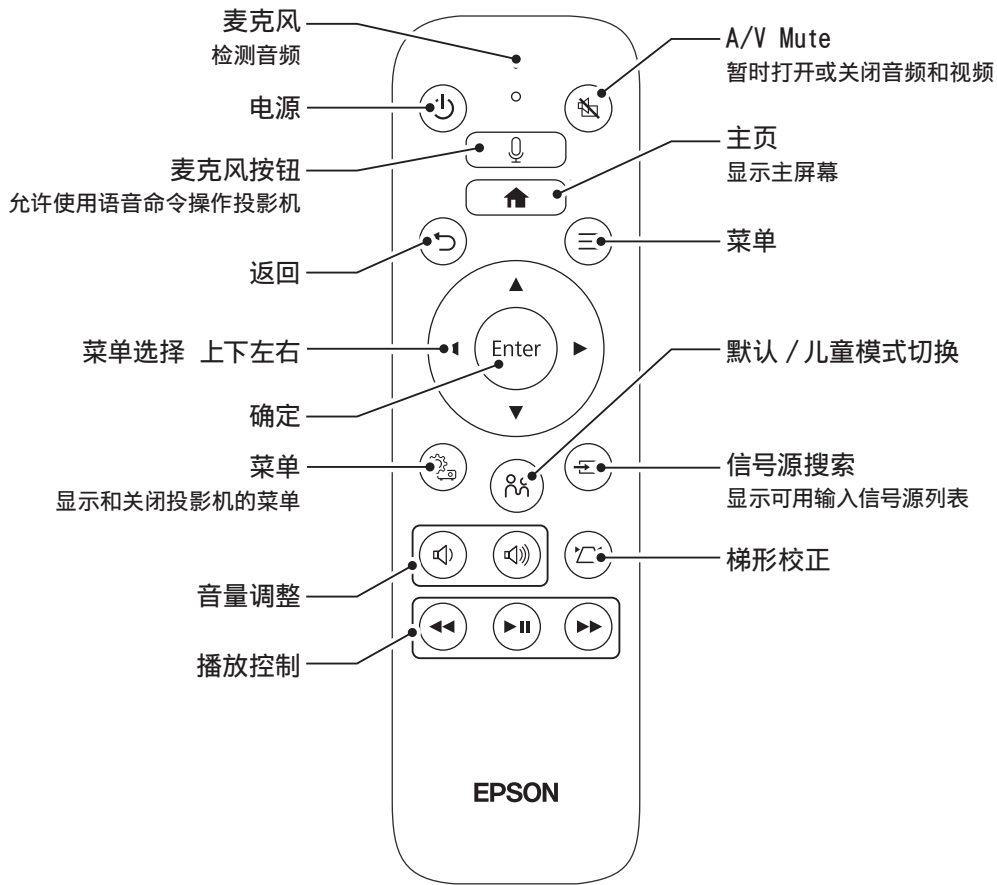 麦克风
检测音频
A/V Mute
暂时打开或关闭音频和视频
电源
主页
显示主屏幕
麦克风按钮
允许使用语音命令操作投影机
菜单
返回
菜单选择 上下左右
Enter
默认 / 儿童模式切换
确定
菜单
显示和关闭投影机的菜单
信号源搜索
显示可用输入信号源列表
梯形校正
音量调整
播放控制
EPSON